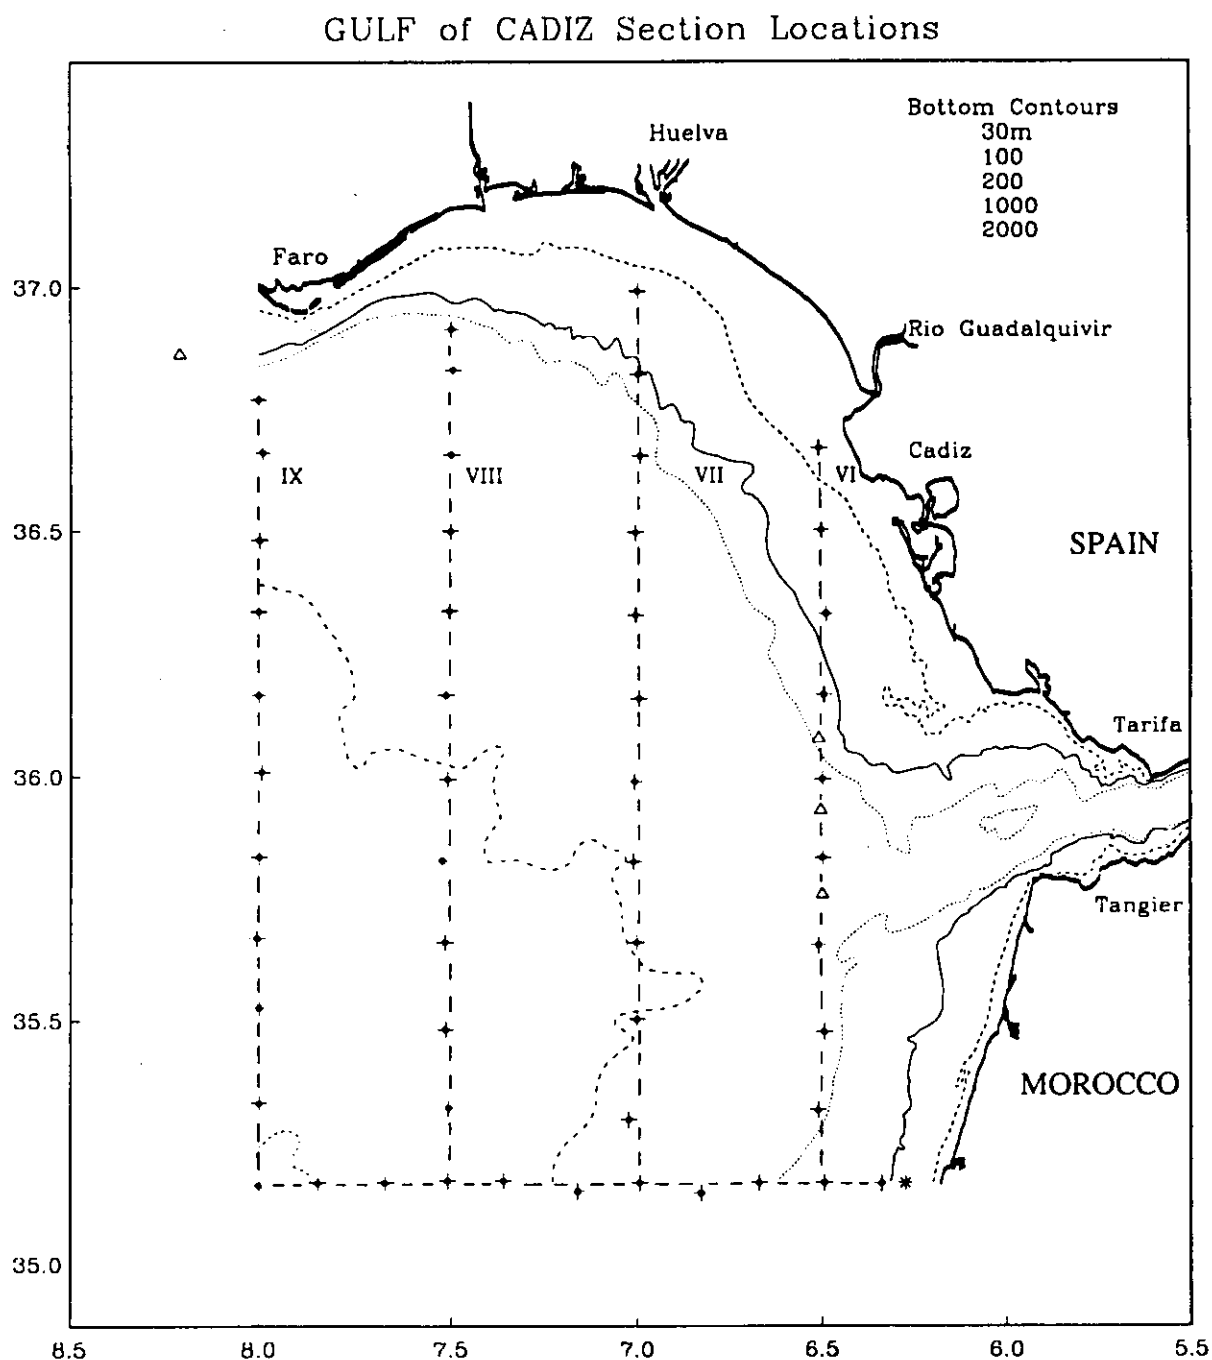 GULF of CADIZ Section Locations
Bottom Contours
30m
100
200
1000
2000
Huelva
Faro
37.0
Rio Guadalquivir
IX
VIII
VII
VI
Cadiz
36.5
SPAIN
Tarifa
36.0
Tangier
35.5
MOROCCO
35.0
8.5 8.0 7.5 7.0 6.5 6.0 5.5